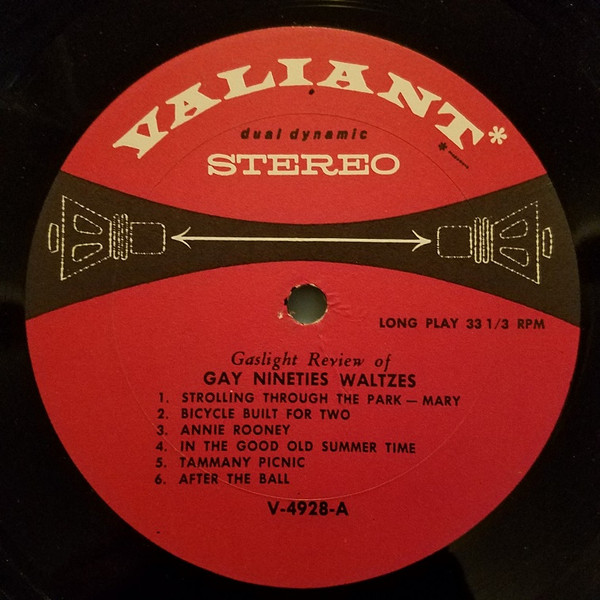 VALIANT*
dual dynamic
STEREO
LONG PLAY 33 1/3 RPM
Gaslight Review of
GAY NINETIES WALTZES
1. STROLLING THROUGH THE PARK — MARY
2. BICYCLE BUILT FOR TWO
3. ANNIE ROONEY
4. IN THE GOOD OLD SUMMER TIME
5. TAMMANY PICNIC
6. AFTER THE BALL
V-4928-A